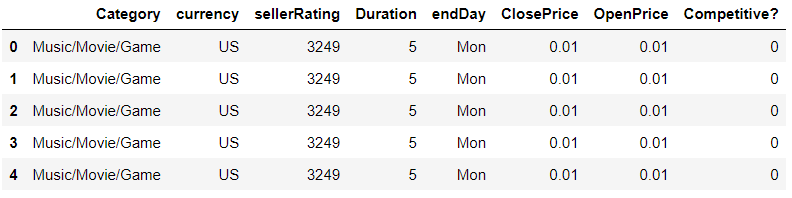 Category currency sellerRating Duration endDay ClosePrice OpenPrice Competitive?
0 Music/Movie/Game US 3249 5 Mon 0.01 0.01 0
1 Music/Movie/Game US 3249 5 Mon 0.01 0.01 0
2 Music/Movie/Game US 3249 5 Mon 0.01 0.01 0
3 Music/Movie/Game US 3249 5 Mon 0.01 0.01 0
4 Music/Movie/Game US 3249 5 Mon 0.01 0.01 0